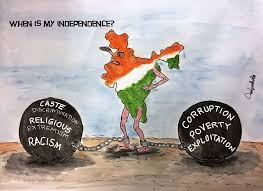 WHEN IS MY INDEPENDENCE?
CASTE
DISCRIMINATION
RELIGIOUS
EXTREMISM
RACISM
CORRUPTION
POVERTY
EXPLOITATION